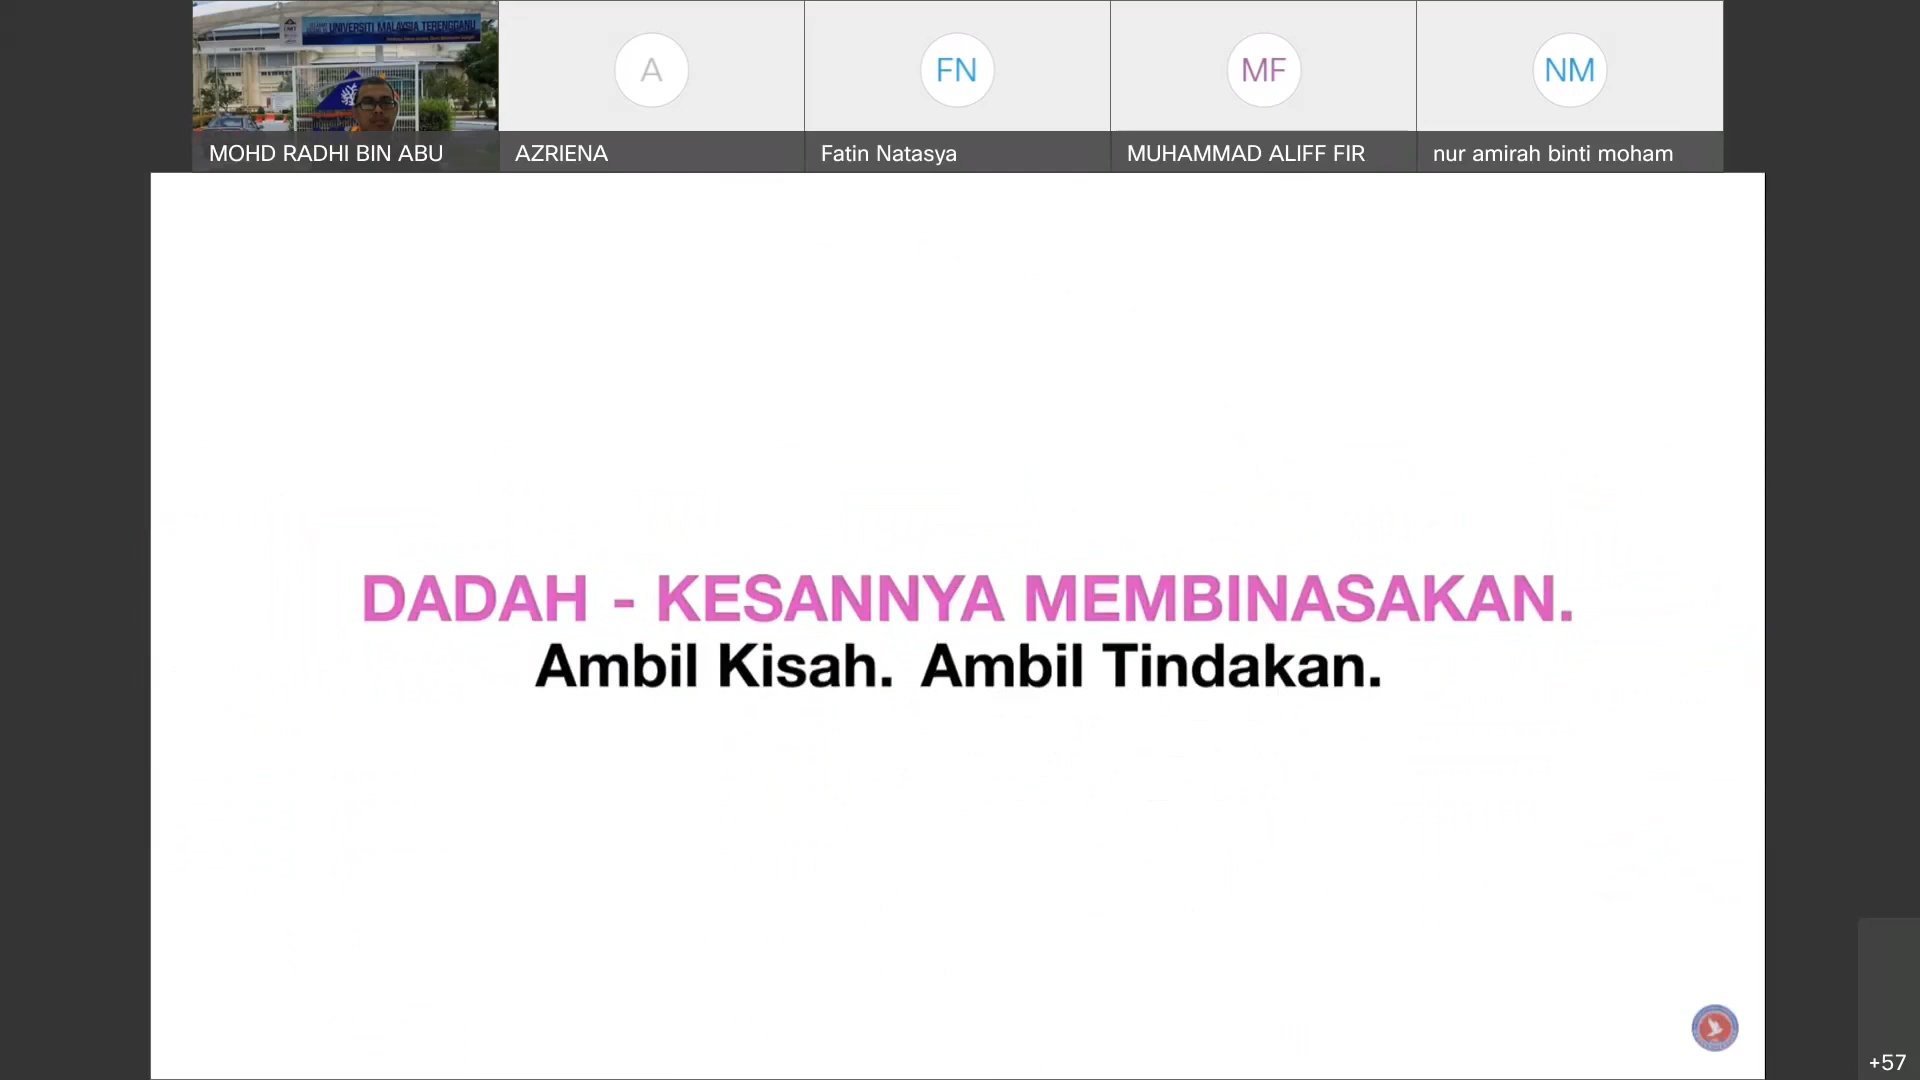 UNIVERSITI MALAYSIA TERENGGANU
MOHD RADHI BIN ABU
A
AZRIENA
FN
Fatin Natasya
MF
MUHAMMAD ALIFF FIR
NM
nur amirah binti moham
DADAH - KESANNYA MEMBINASAKAN.
Ambil Kisah. Ambil Tindakan.
+57